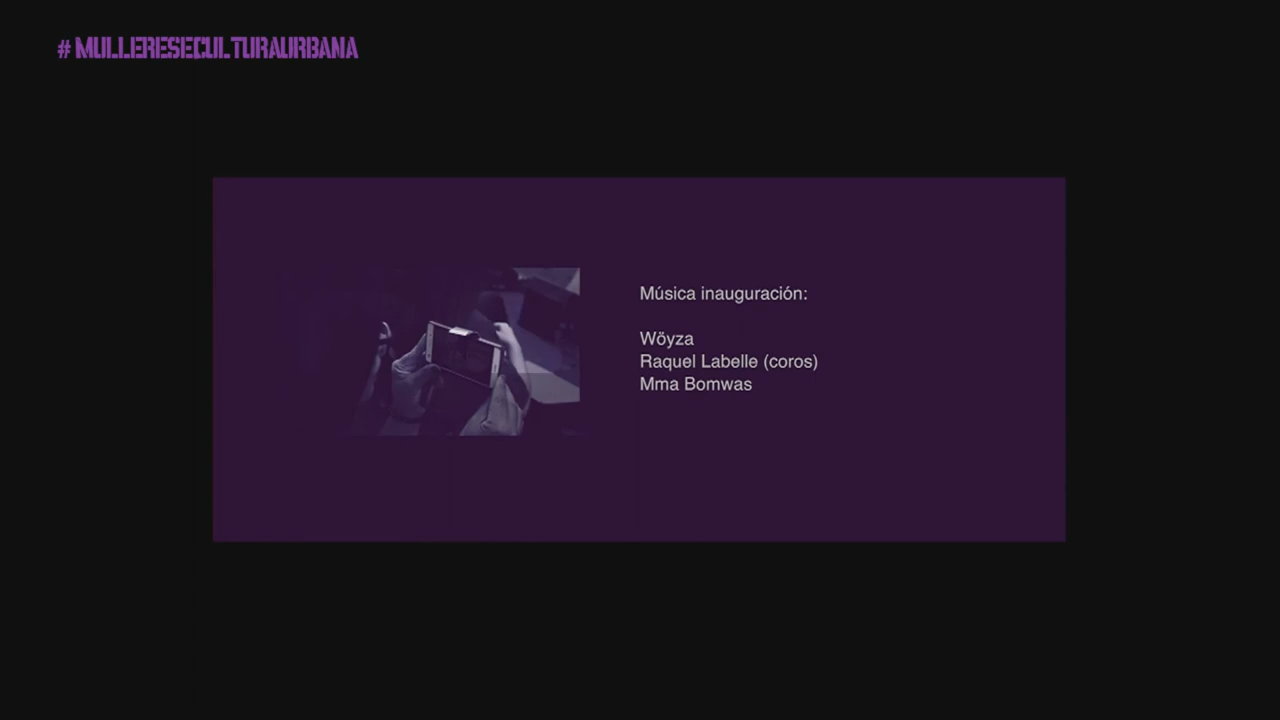 # MULLERESECULTURAURBANA
Música inauguración:
Wöyza
Raquel Labelle (coros)
Mma Bomwas